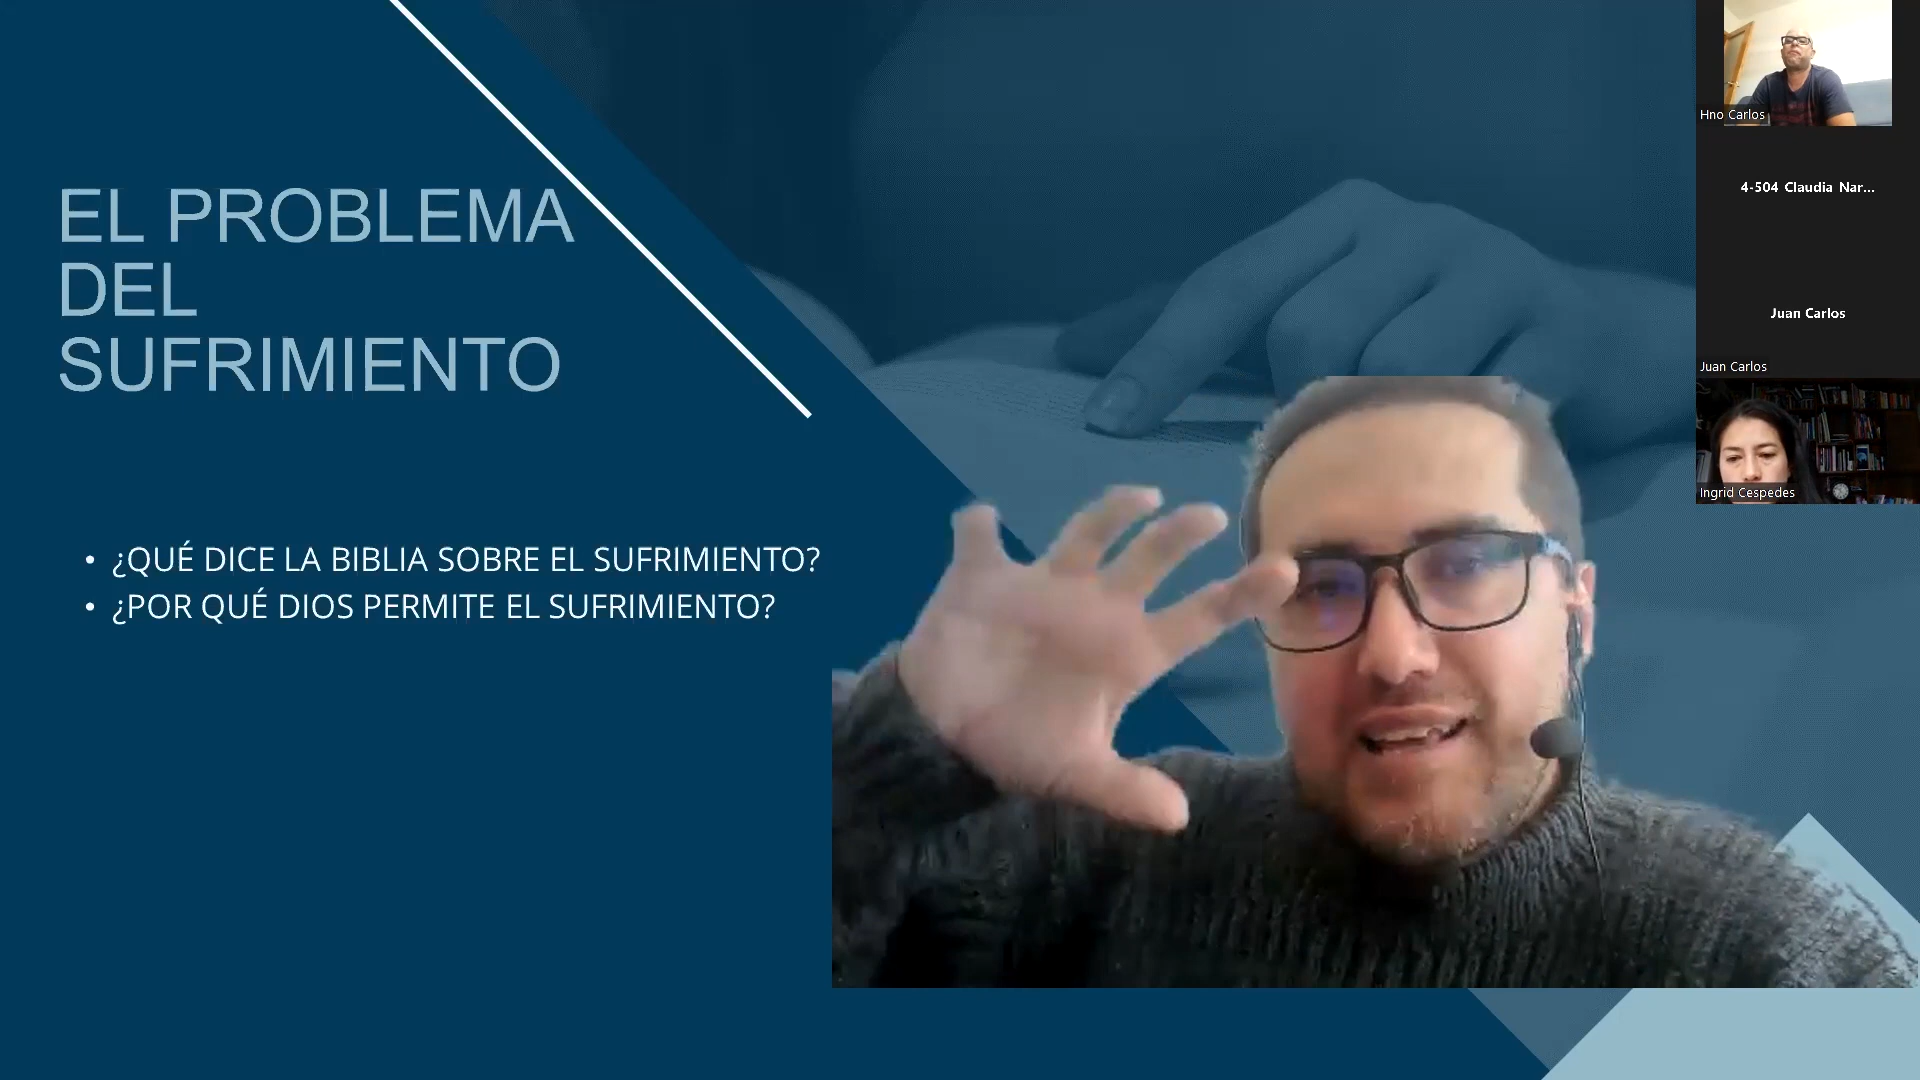 EL PROBLEMA
DEL
SUFRIMIENTO
• ¿QUÉ DICE LA BIBLIA SOBRE EL SUFRIMIENTO?
• ¿POR QUÉ DIOS PERMITE EL SUFRIMIENTO?
Hno Carlos
4-504 Claudia Nar...
Juan Carlos
Juan Carlos
Ingrid Cespedes